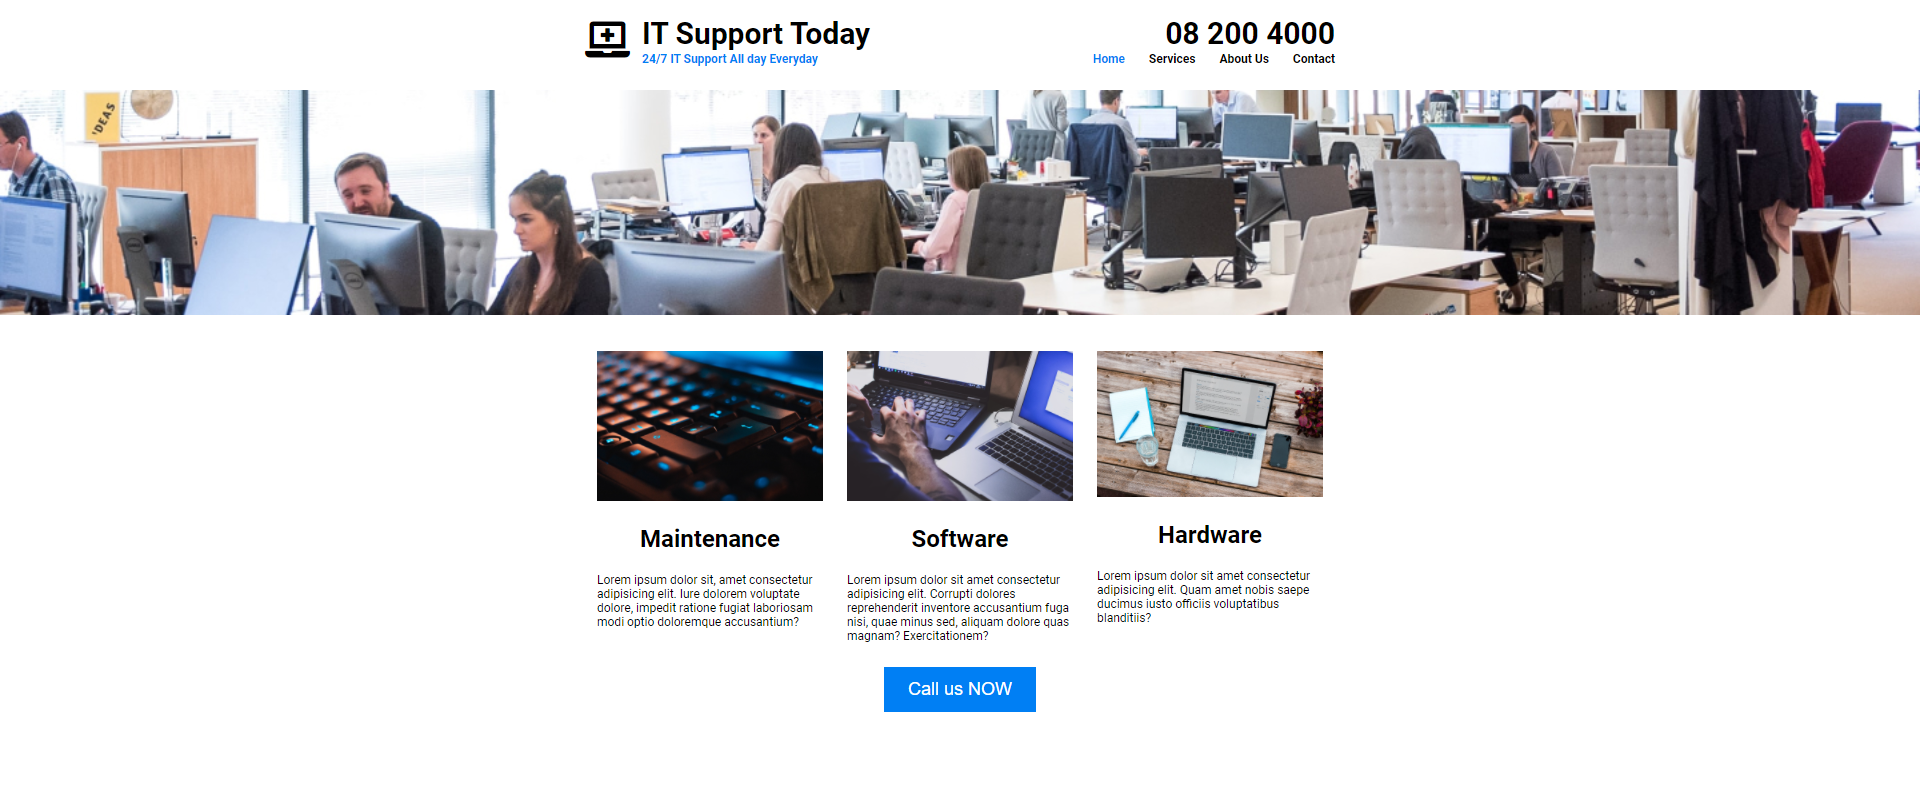 IT Support Today
24/7 IT Support All day Everyday
08 200 4000
Home Services About Us Contact
'IDEAS
Maintenance
Lorem ipsum dolor sit, amet consectetur
adipisicing elit. Iure dolorem voluptate
dolore, impedit ratione fugiat laboriosam
modi optio doloremque accusantium?
Software
Lorem ipsum dolor sit amet consectetur
adipisicing elit. Corrupti dolores
reprehenderit inventore accusantium fuga
nisi, quae minus sed, aliquam dolore quas
magnam? Exercitationem?
Hardware
Lorem ipsum dolor sit amet consectetur
adipisicing elit. Quam amet nobis saepe
ducimus iusto officiis voluptatibus
blanditiis?
Call us NOW